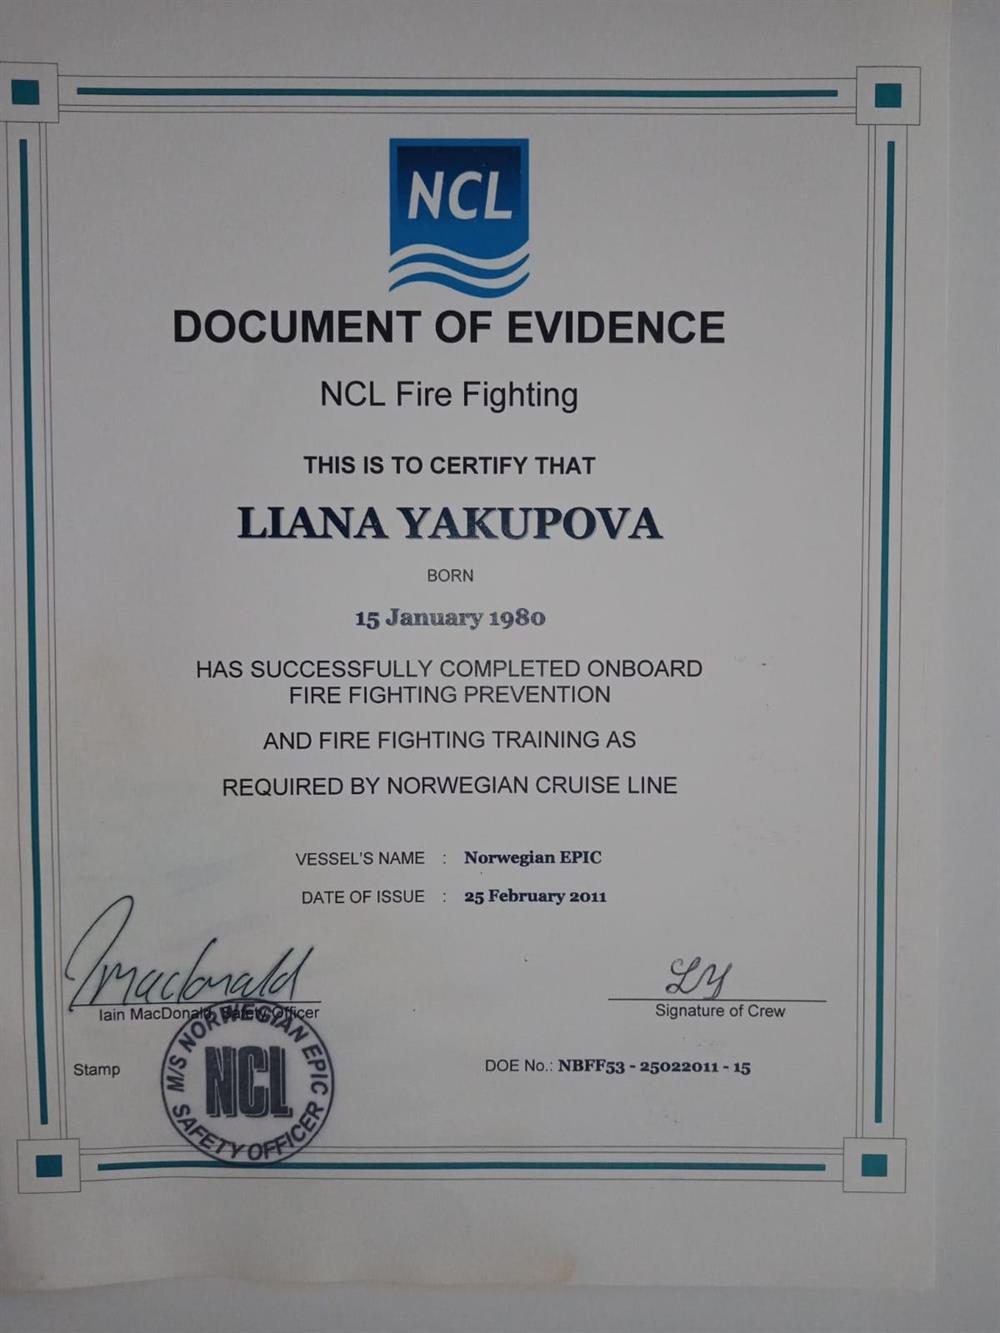 NCL
DOCUMENT OF EVIDENCE
NCL Fire Fighting
THIS IS TO CERTIFY THAT
LIANA YAKUPOVA
BORN
15 January 1980
HAS SUCCESSFULLY COMPLETED ONBOARD
FIRE FIGHTING PREVENTION
AND FIRE FIGHTING TRAINING AS
REQUIRED BY NORWEGIAN CRUISE LINE
VESSEL'S NAME : Norwegian EPIC
DATE OF ISSUE : 25 February 2011
Imacdonald
LY
Iain MacDonald, Safety Officer
Signature of Crew
Stamp
M/S NORWEGIAN EPIC
NCL
SAFETY OFFICER
DOE No.: NBFF53 - 25022011 - 15